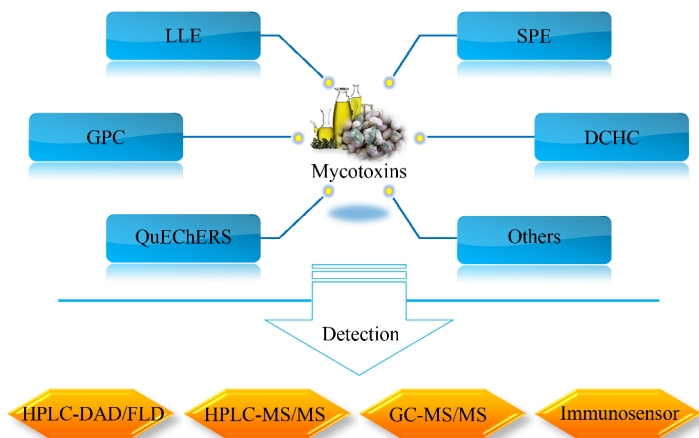 LLE
SPE
GPC
DCHC
Mycotoxins
QuEChERS
Others
Detection
HPLC-DAD/FLD
HPLC-MS/MS
GC-MS/MS
Immunosensor